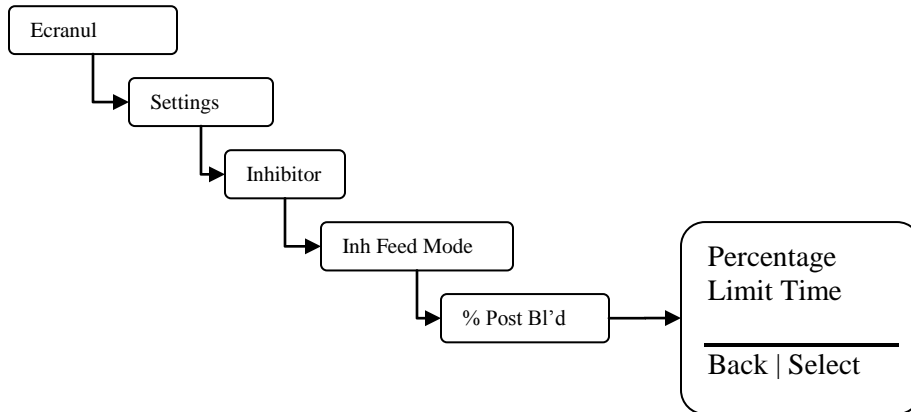 Ecranul
Settings
Inhibitor
Inh Feed Mode
% Post Bl’d
Percentage
Limit Time
Back | Select